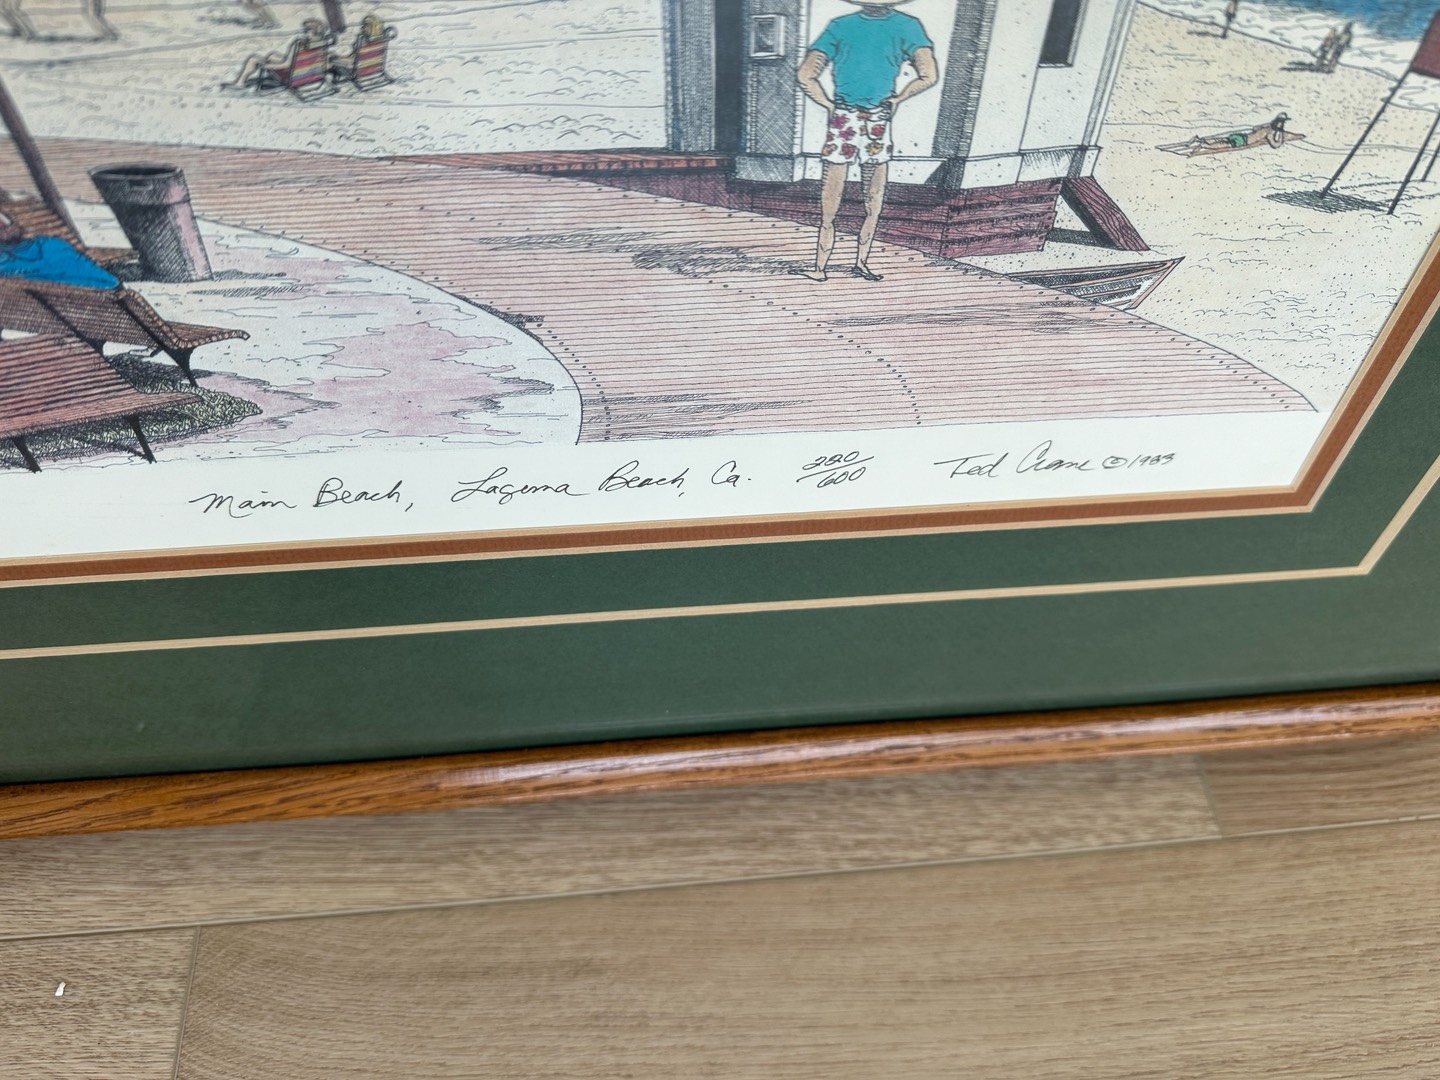 Main Beach, Laguna Beach, Ca. 280/600 Ted Crane ©1983